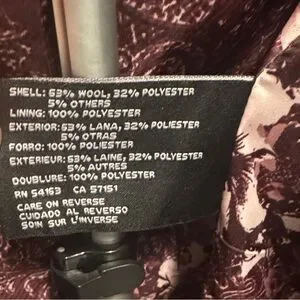 SHELL: 63% WOOL, 32% POLYESTER
5% OTHERS
LINING: 100% POLYESTER
EXTERIOR: 63% LANA, 32% POLIESTER
5% OTRAS
FORRO: 100% POLIESTER
EXTERIEUR: 63% LAINE, 32% POLYESTER
5% AUTRES
DOUBLURE: 100% POLYESTER
RN 54163 CA 57151
CARE ON REVERSE
CUIDADO AL REVERSO
SOIN SUR L'INVERSE